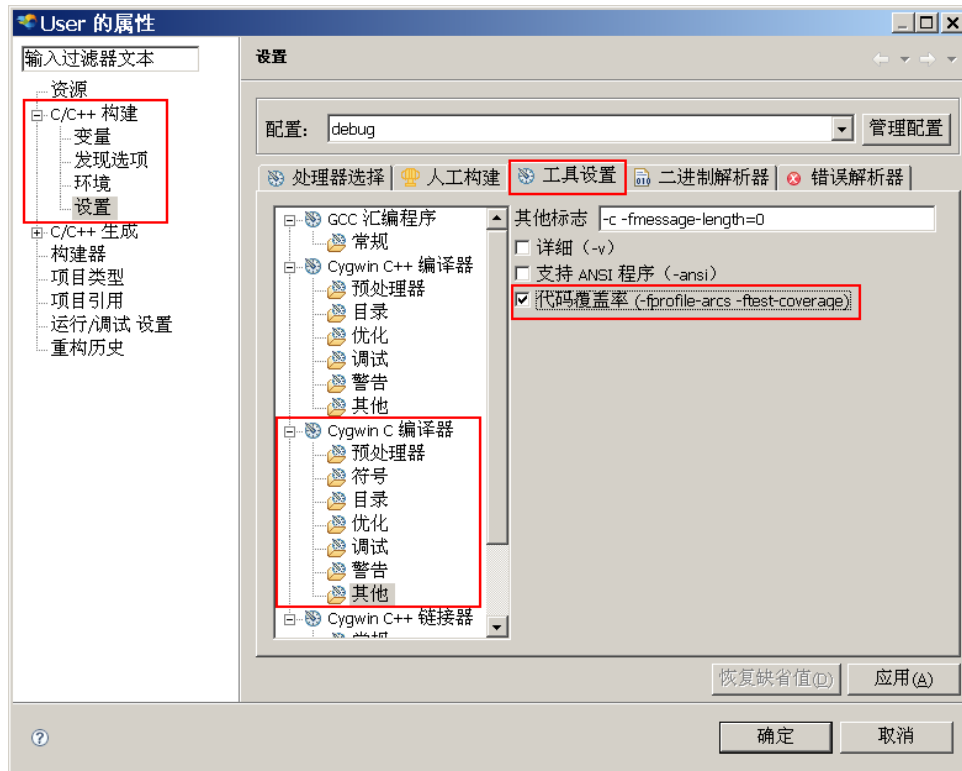 User 的属性
输入过滤器文本
资源
C/C++ 构建
变量
发现选项
环境
设置
C/C++ 生成
构建器
项目类型
项目引用
运行/调试 设置
重构历史
设置
配置： debug 管理配置
处理器选择 人工构建 工具设置 二进制解析器 错误解析器
GCC 汇编程序
常规
Cygwin C++ 编译器
预处理器
目录
优化
调试
警告
其他
Cygwin C 编译器
预处理器
符号
目录
优化
调试
警告
其他
Cygwin C++ 链接器
其他标志 -c -fmessage-length=0
详细（-v）
支持 ANSI 程序（-ansi）
代码覆盖率 (-fprofile-arcs -ftest-coverage)
恢复缺省值(D) 应用(A)
确定 取消